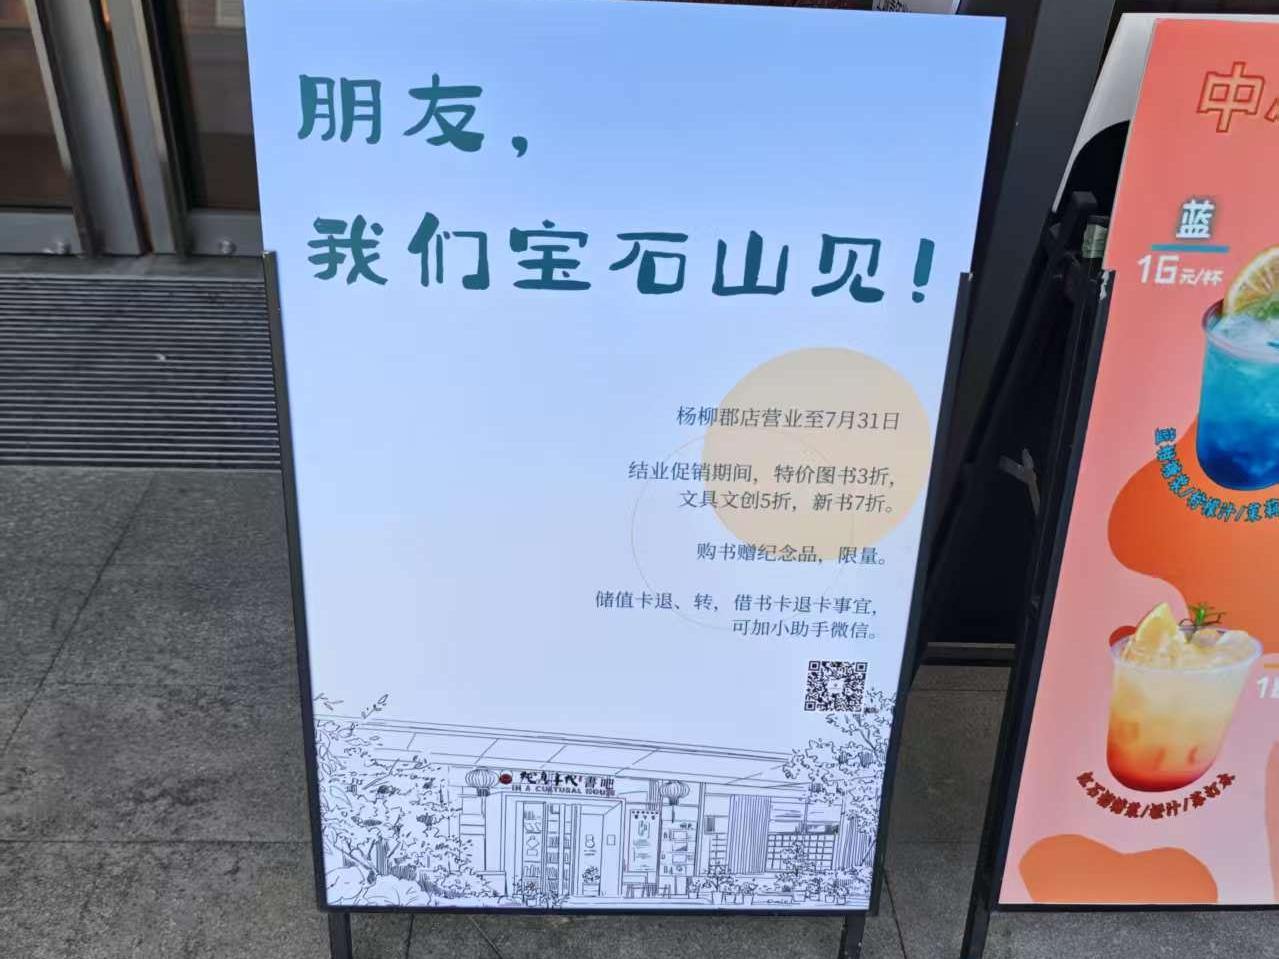 朋友，
我们宝石山见！
杨柳郡店营业至7月31日
结业促销期间，特价图书3折，
文具文创5折，新书7折。
购书赠纪念品，限量。
储值卡退、转，借书卡退卡事宜，
可加小助手微信。
書吧
IN A CULTURAL HOUSE
中
蓝
16元/杯